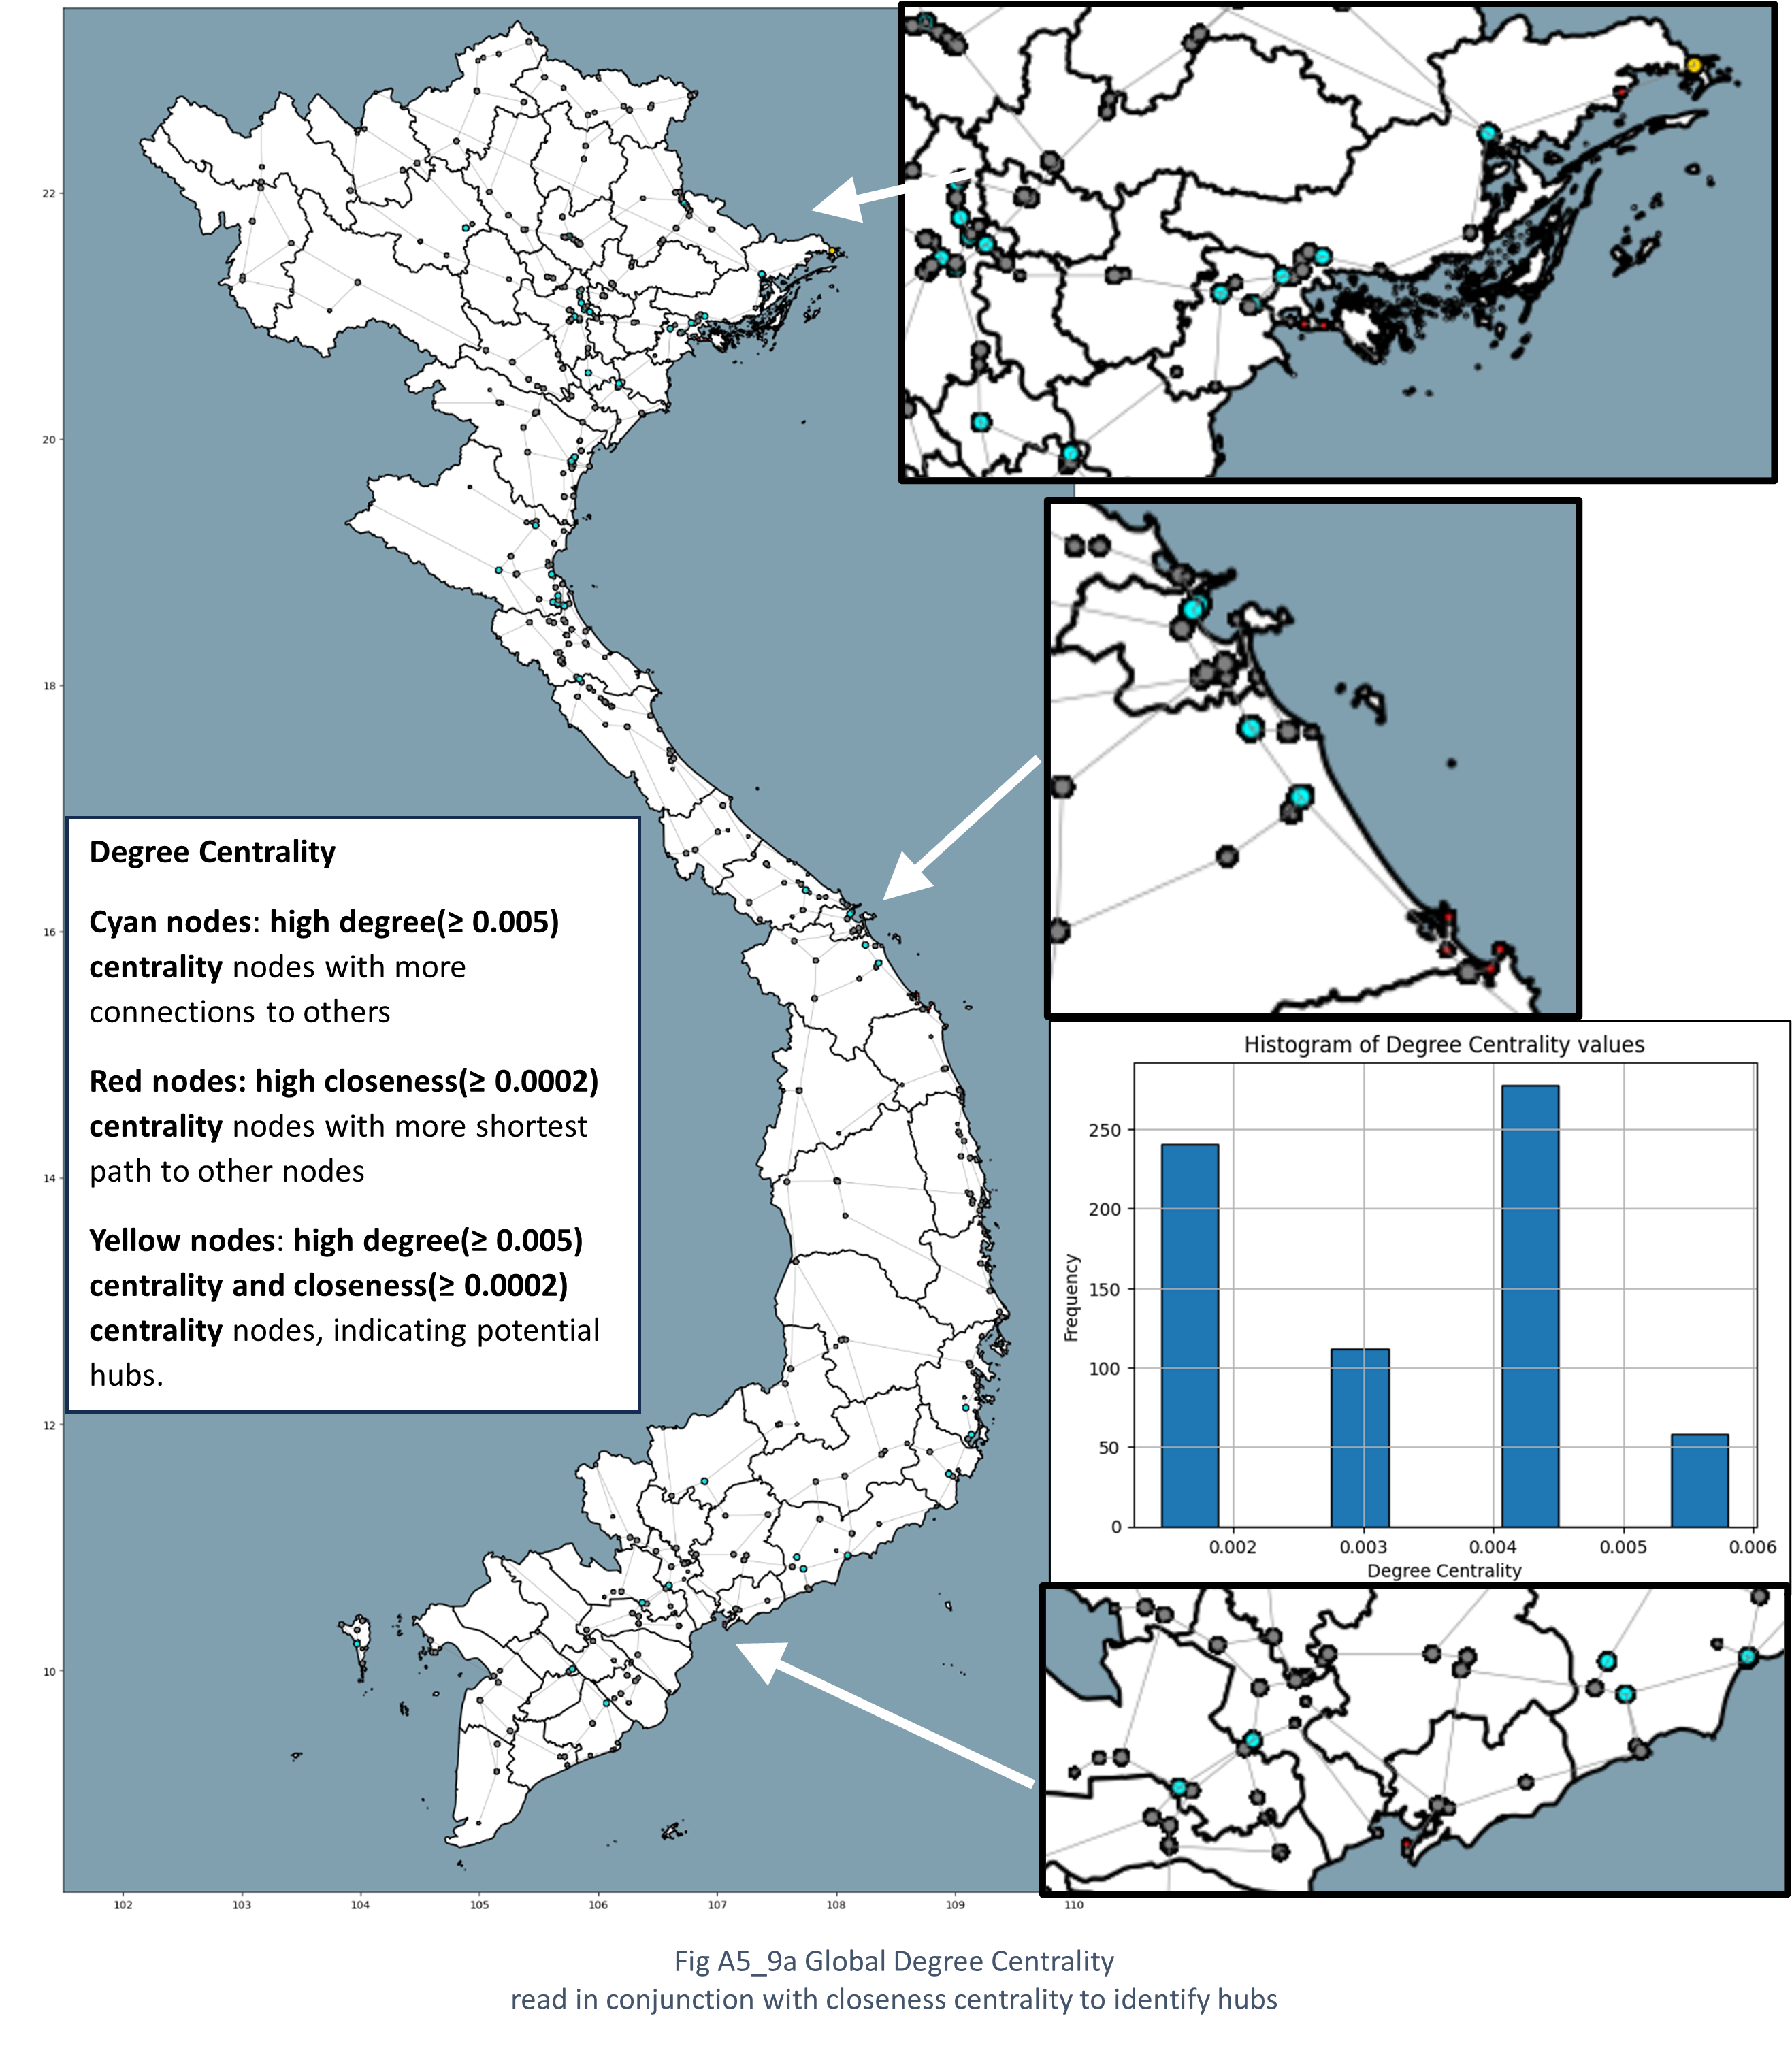 22
20
18
16
14
12
10
102 103 104 105 106 107 108 109 110
Degree Centrality
Cyan nodes: high degree(≥ 0.005)
centrality nodes with more
connections to others
Red nodes: high closeness(≥ 0.0002)
centrality nodes with more shortest
path to other nodes
Yellow nodes: high degree(≥ 0.005)
centrality and closeness(≥ 0.0002)
centrality nodes, indicating potential
hubs.
Histogram of Degree Centrality values
Frequency
250
200
150
100
50
0
0.002 0.003 0.004 0.005 0.006
Degree Centrality
Fig A5_9a Global Degree Centrality
read in conjunction with closeness centrality to identify hubs